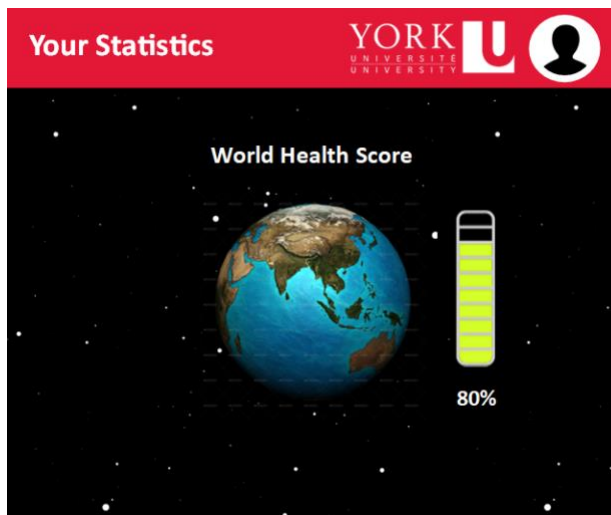 Your Statistics
YORK U
UNIVERSITÉ
UNIVERSITY
World Health Score
80%